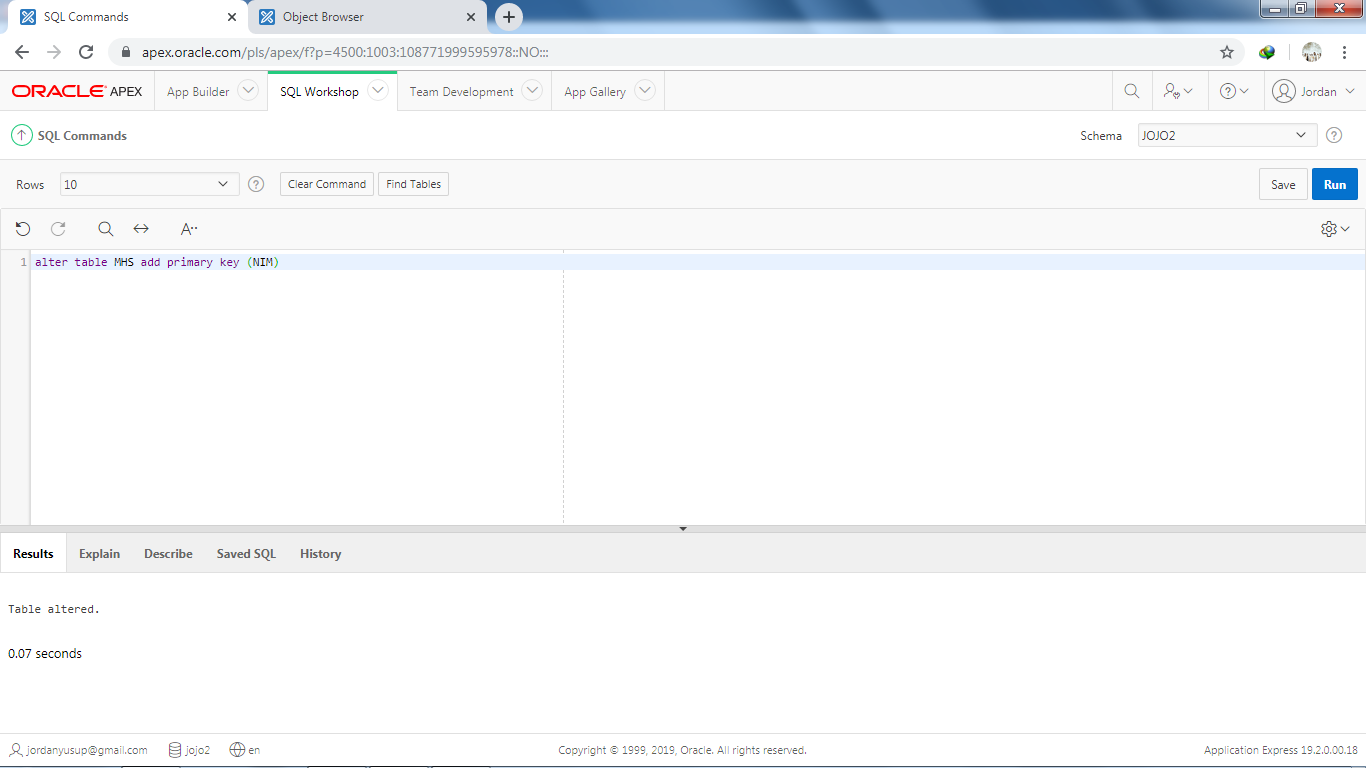 SQL Commands
Object Browser
apex.oracle.com/pls/apex/f?p=4500:1003:108771999595978::NO:::
ORACLE APEX
App Builder
SQL Workshop
Team Development
App Gallery
Jordan
SQL Commands
Schema
JOJO2
Rows
10
Clear Command
Find Tables
Save
Run
A
1 alter table MHS add primary key (NIM)
Results
Explain
Describe
Saved SQL
History
Table altered.
0.07 seconds
jordanyusup@gmail.com
jojo2
en
Copyright © 1999, 2019, Oracle. All rights reserved.
Application Express 19.2.0.00.18